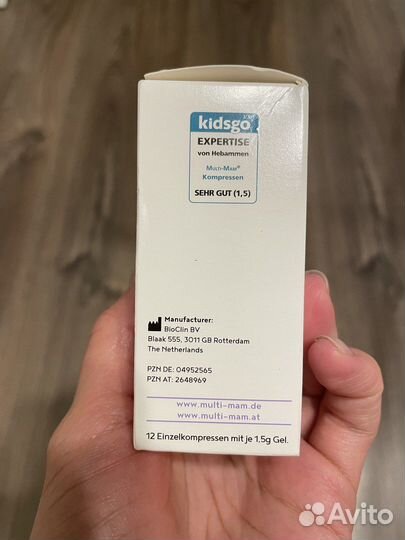 kidsgo
EXPERTISE
von Hebammen
MULTI-MAM®
Kompressen
SEHR GUT (1,5)
Manufacturer:
BioClin BV
Blaak 555, 3011 GB Rotterdam
The Netherlands
PZN DE: 04952565
PZN AT: 2648969
www.multi-mam.de
www.multi-mam.at
12 Einzelkompressen mit je 1,5g Gel.
Avito